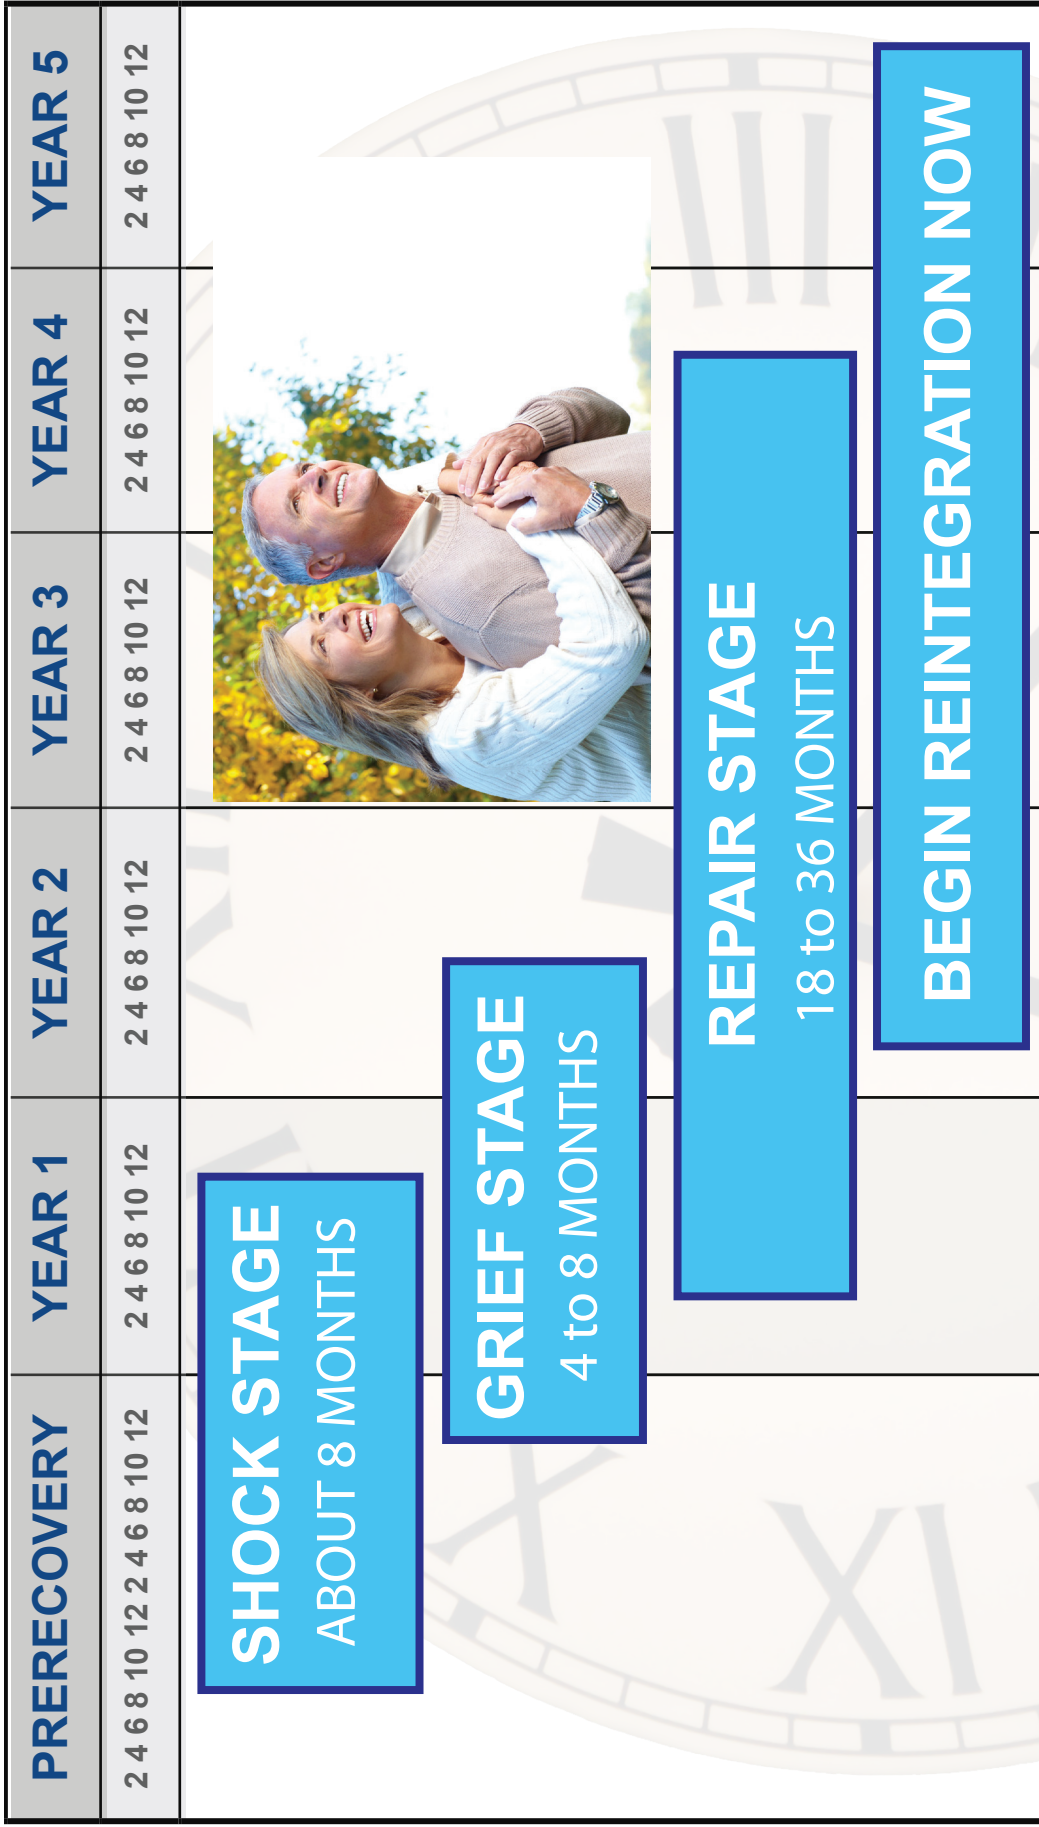 PRERECOVERY YEAR 1 YEAR 2 YEAR 3 YEAR 4 YEAR 5
2 4 6 8 10 12 2 4 6 8 10 12 2 4 6 8 10 12 2 4 6 8 10 12 2 4 6 8 10 12 2 4 6 8 10 12 2 4 6 8 10 12
SHOCK STAGE
ABOUT 8 MONTHS
GRIEF STAGE
4 to 8 MONTHS
REPAIR STAGE
18 to 36 MONTHS
BEGIN REINTEGRATION NOW
X
XI
III